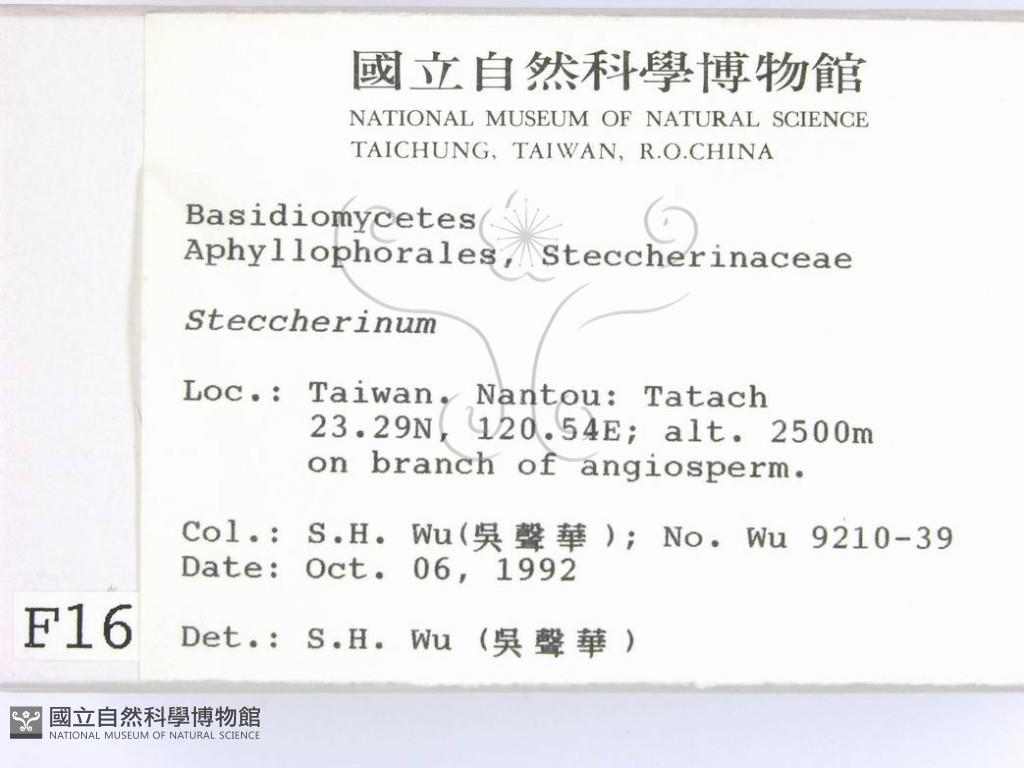 國立自然科學博物館
NATIONAL MUSEUM OF NATURAL SCIENCE
TAICHUNG, TAIWAN, R.O.CHINA
Basidiomycetes
Aphyllophorales, Steccherinaceae
Steccherinum
Loc.: Taiwan. Nantou: Tatach
23.29N, 120.54E; alt. 2500m
on branch of angiosperm.
Col.: S.H. Wu(吳聲華); No. Wu 9210-39
Date: Oct. 06, 1992
Det.: S.H. Wu (吳聲華)
F16
國立自然科學博物館
NATIONAL MUSEUM OF NATURAL SCIENCE